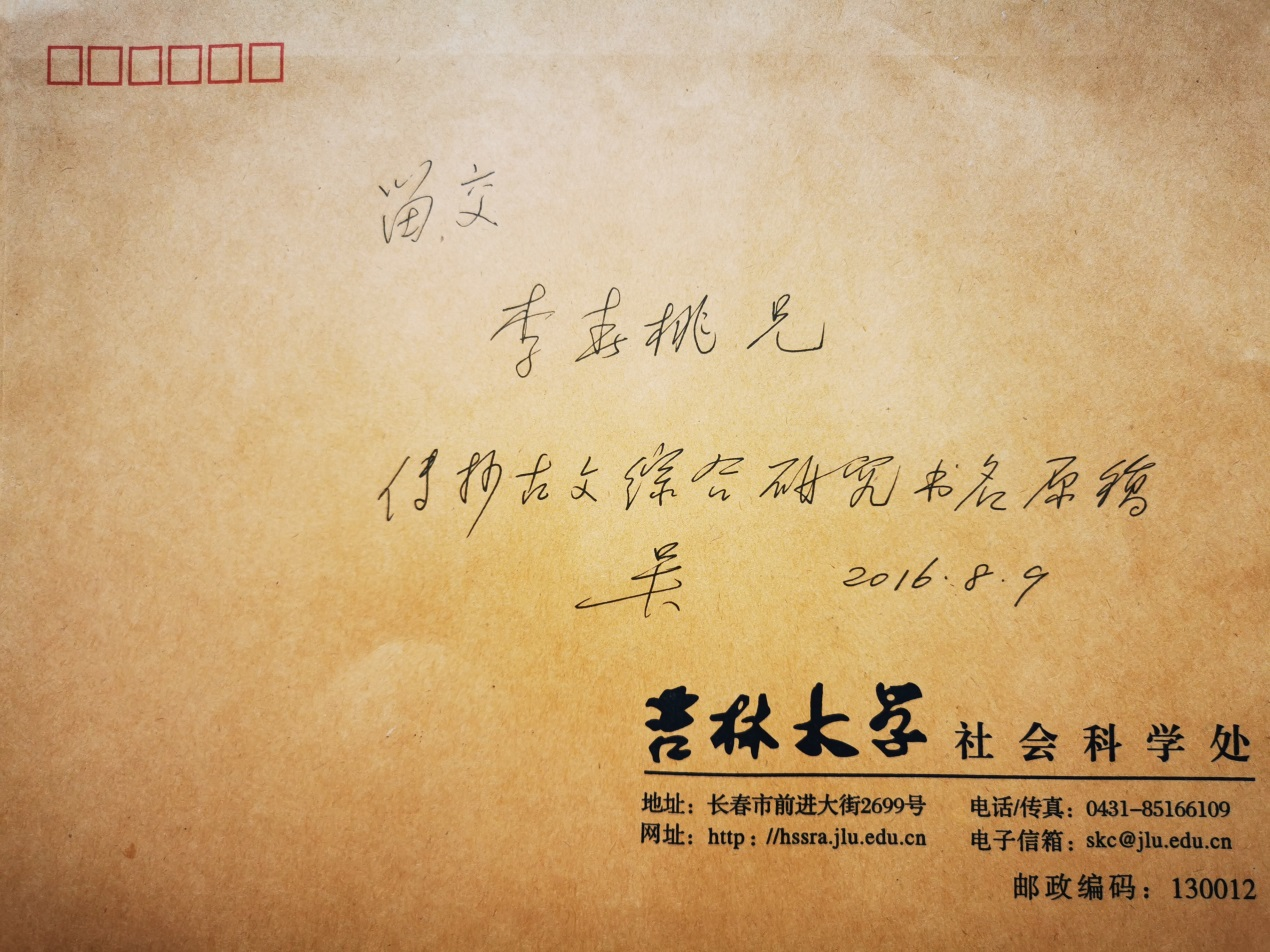 留交
李春桃兄
传抄古文综合研究书名原稿
吴 2016.8.9
吉林大学 社会科学处
地址：长春市前进大街2699号 电话/传真：0431-85166109
网址：http：//hssra.jlu.edu.cn 电子信箱：skc@jlu.edu.cn
邮政编码：130012